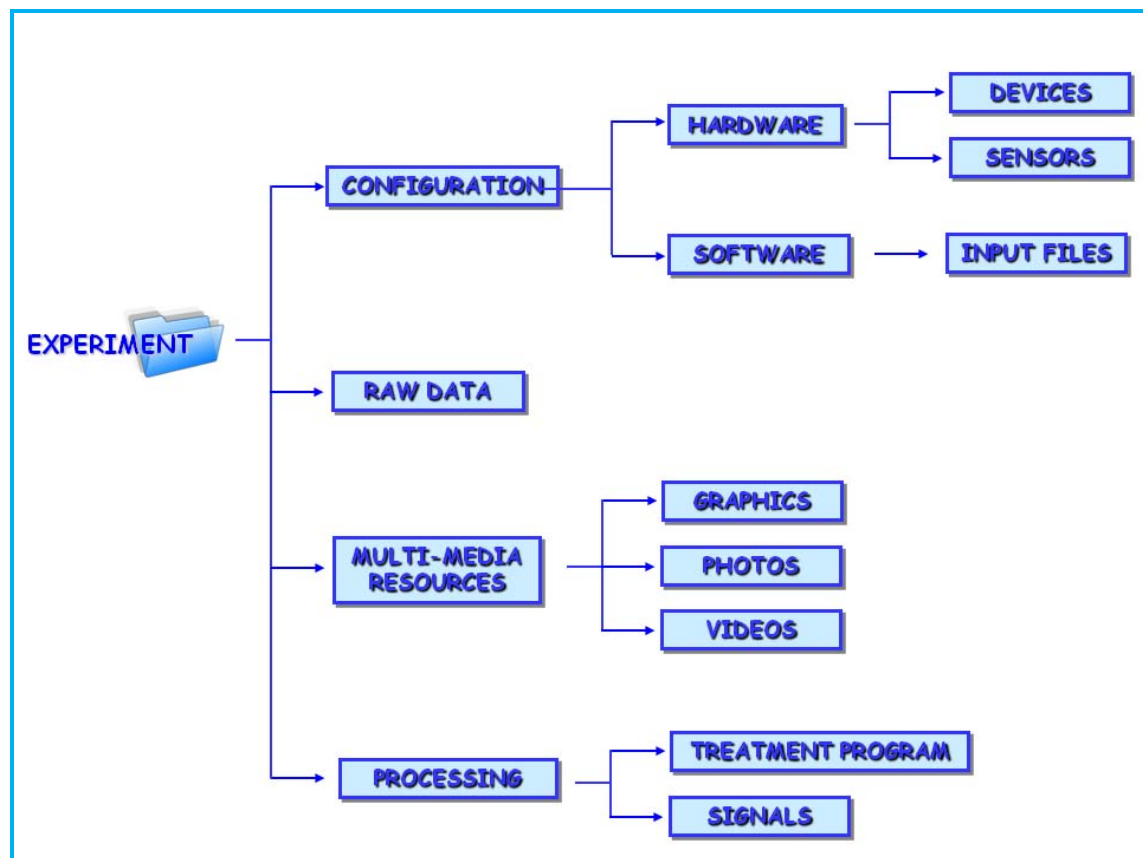 EXPERIMENT
CONFIGURATION
HARDWARE
DEVICES
SENSORS
SOFTWARE
INPUT FILES
RAW DATA
MULTI-MEDIA
RESOURCES
GRAPHICS
PHOTOS
VIDEOS
PROCESSING
TREATMENT PROGRAM
SIGNALS